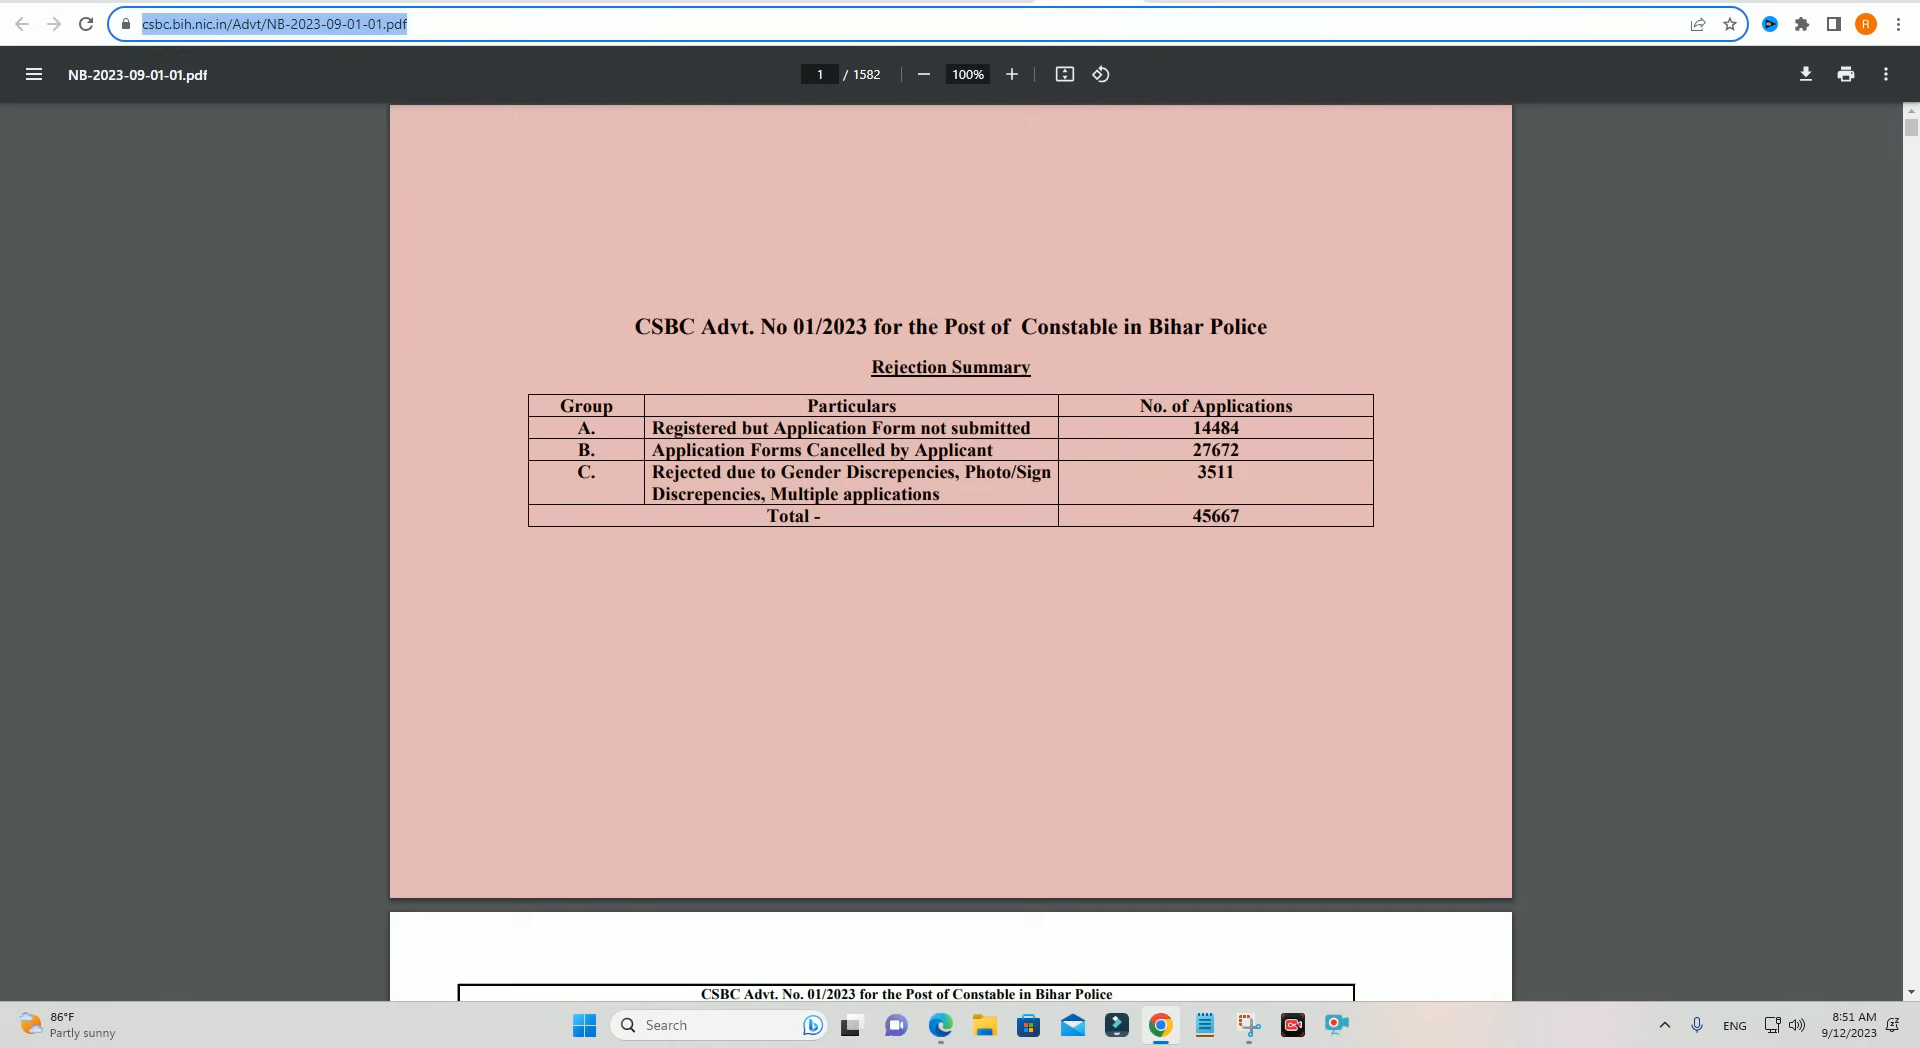 csbc.bih.nic.in/Advt/NB-2023-09-01-01.pdf
R
NB-2023-09-01-01.pdf
1 / 1582
100%
CSBC Advt. No 01/2023 for the Post of Constable in Bihar Police
Rejection Summary
Group Particulars No. of Applications
A. Registered but Application Form not submitted 14484
B. Application Forms Cancelled by Applicant 27672
C. Rejected due to Gender Discrepencies, Photo/Sign 3511
Discrepencies, Multiple applications
Total - 45667
CSBC Advt. No. 01/2023 for the Post of Constable in Bihar Police
86°F
Partly sunny
Search
ENG
8:51 AM
9/12/2023